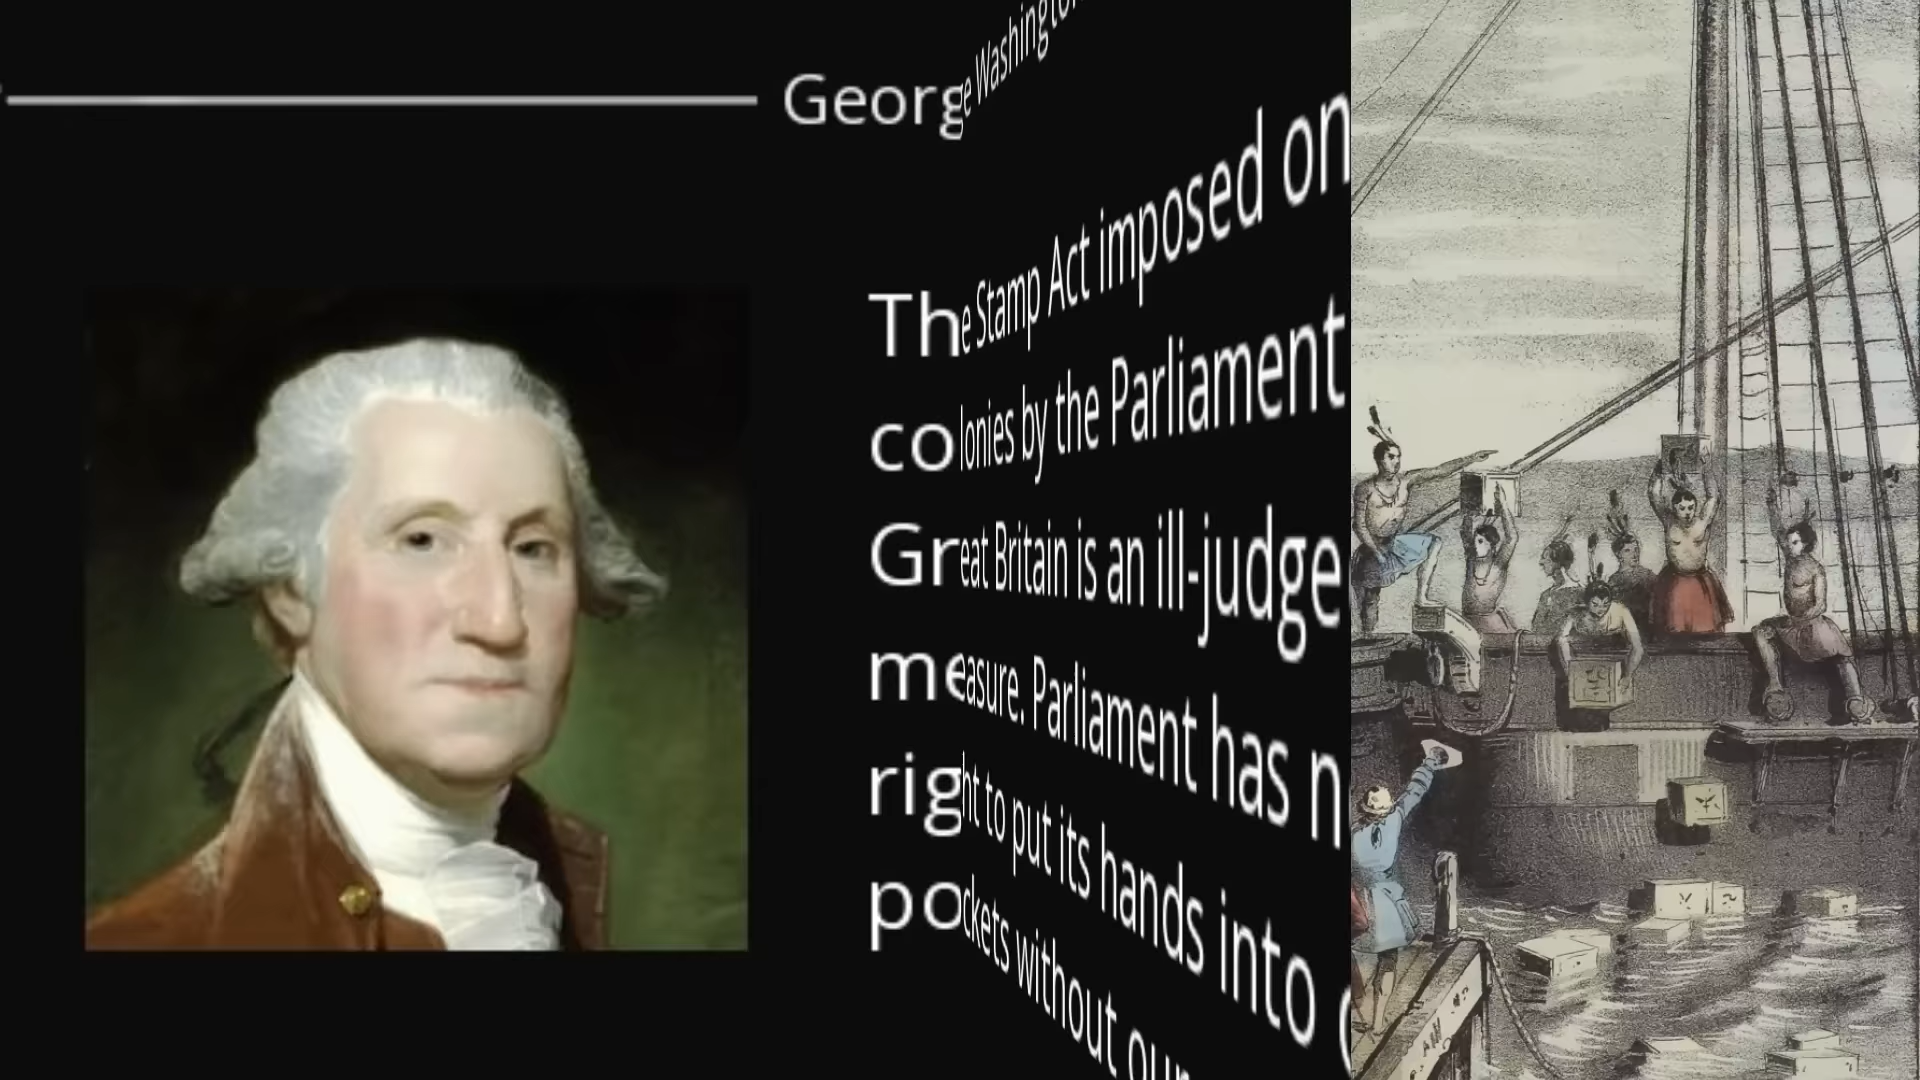 George Washington
The Stamp Act imposed on
colonies by the Parliament
Great Britain is an ill-judge
measure. Parliament has n
right to put its hands into
pockets without our